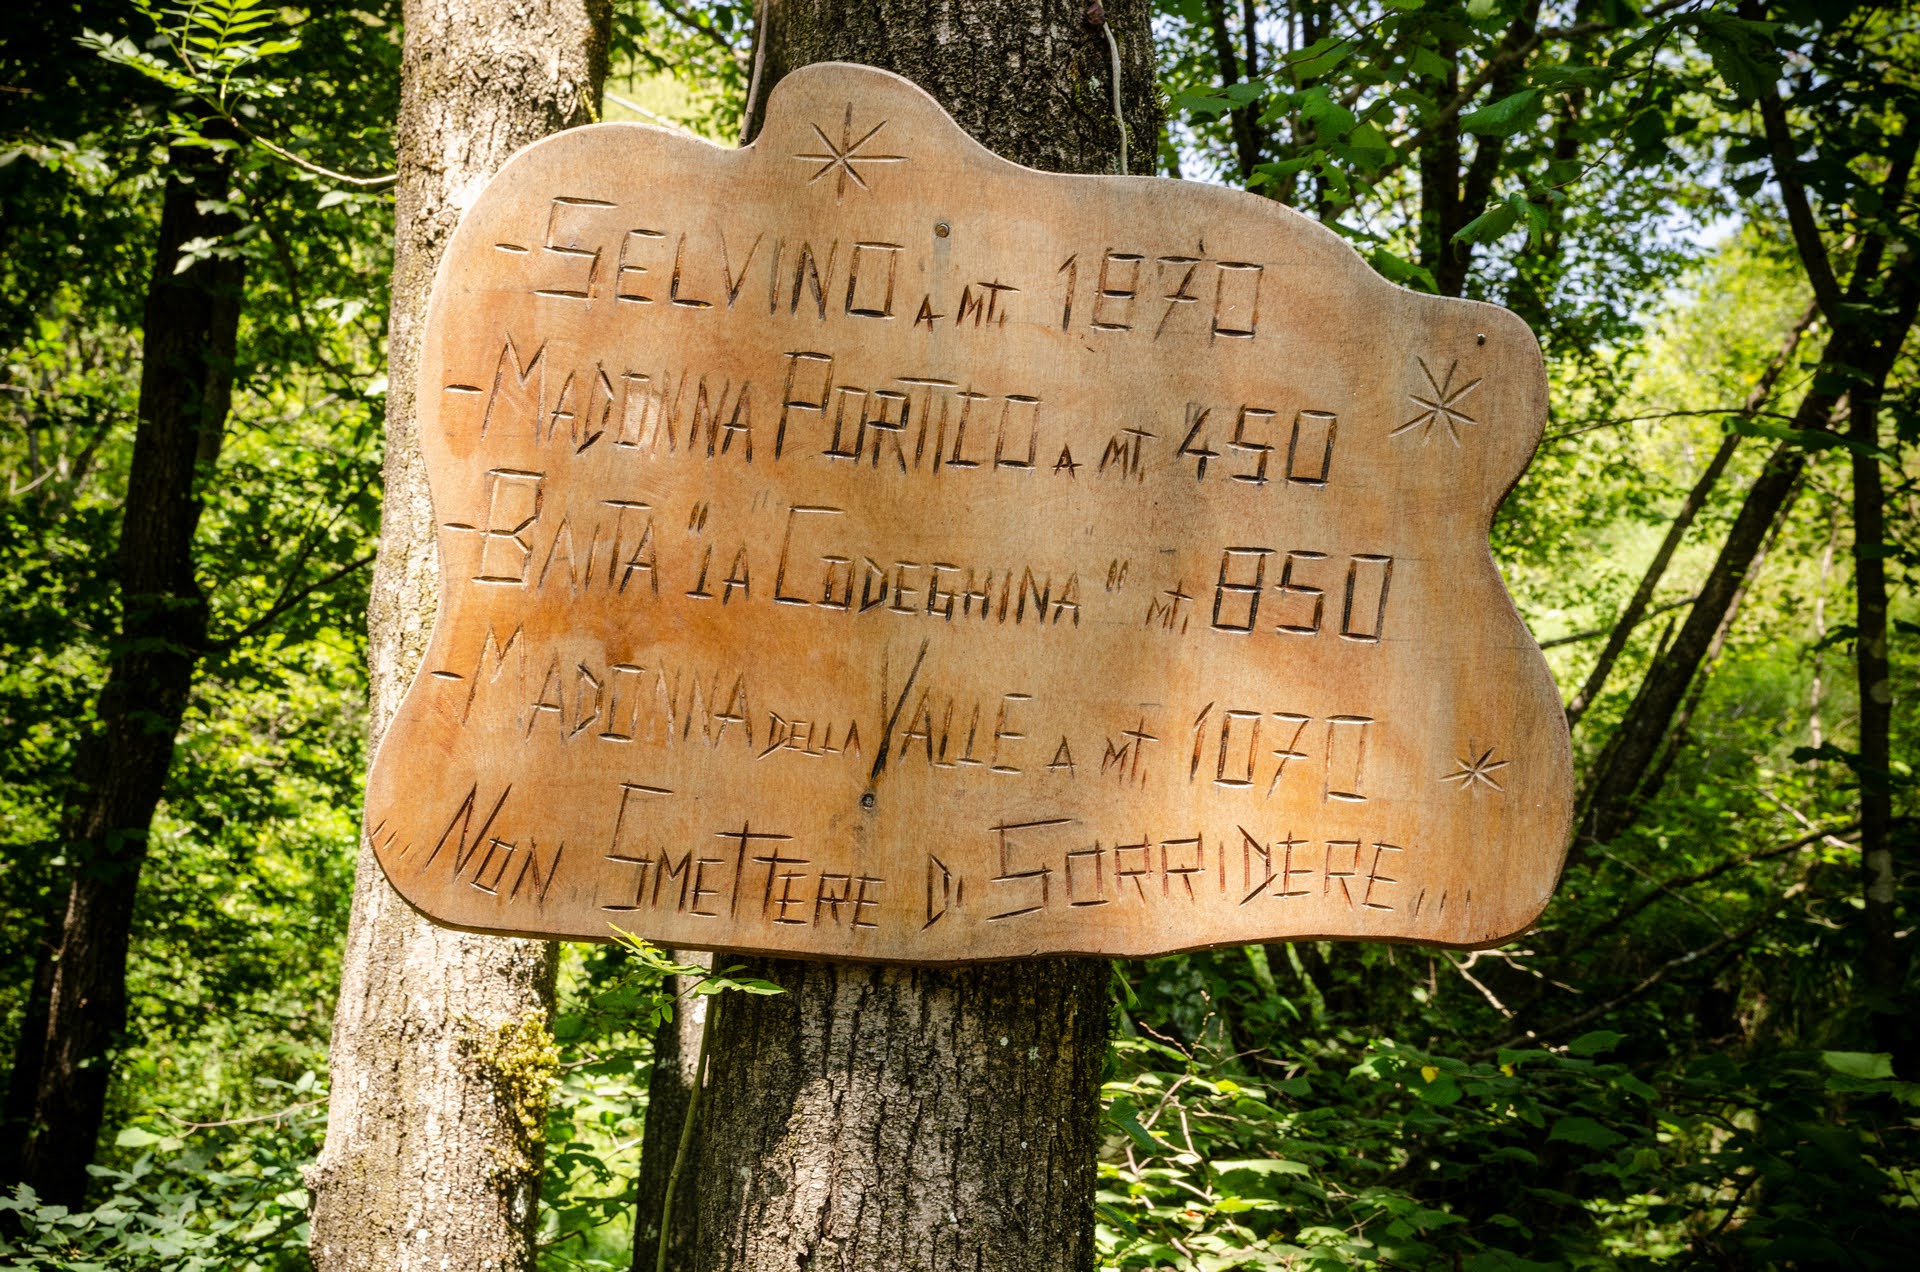 - SELVINO A MT. 1870
- MADONNA PORTICO A MT. 450
- BAITA "LA" CODEGHINA" MT. 850
- MADONNA DELLA VALLE A MT. 1070
,,,NON SMETTERE DI SORRIDERE...